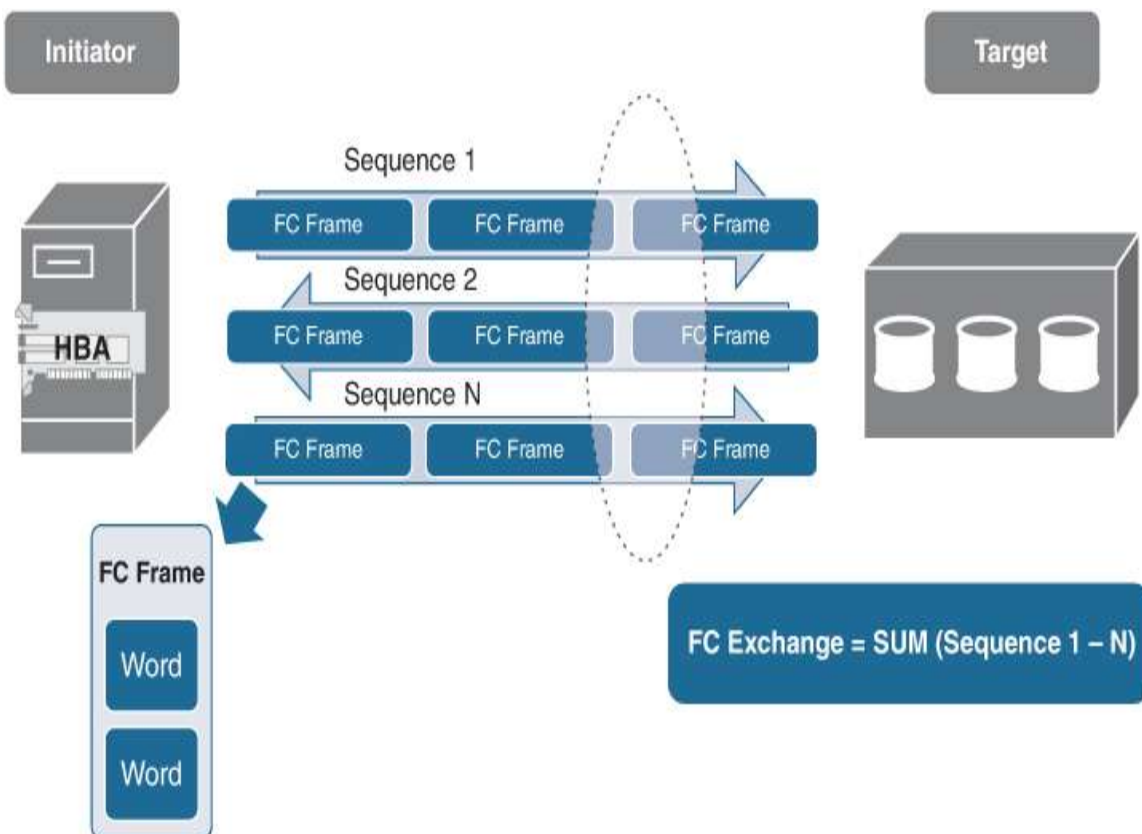 Initiator
Target
Sequence 1
FC Frame
FC Frame
FC Frame
Sequence 2
FC Frame
FC Frame
FC Frame
HBA
Sequence N
FC Frame
FC Frame
FC Frame
FC Frame
Word
Word
FC Exchange = SUM (Sequence 1 – N)